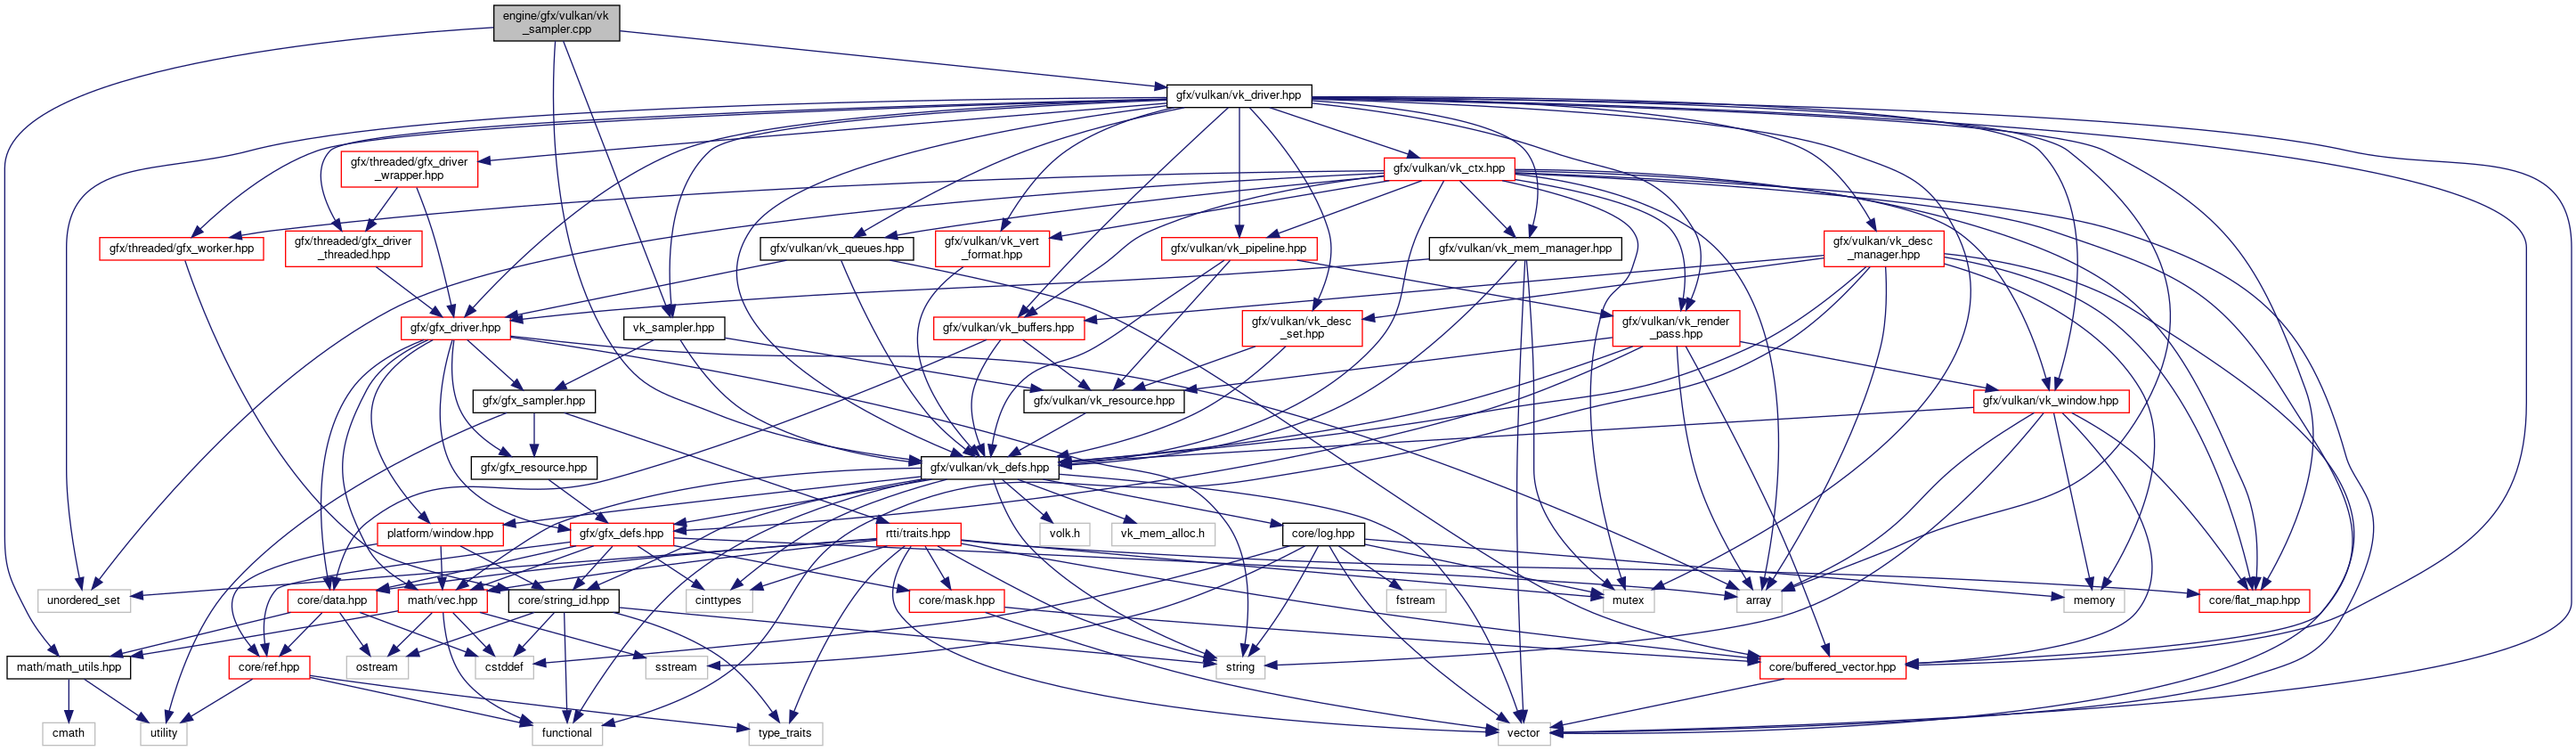 engine/gfx/vulkan/vk
_sampler.cpp
gfx/vulkan/vk_driver.hpp
gfx/threaded/gfx_driver
_wrapper.hpp
gfx/vulkan/vk_ctx.hpp
gfx/threaded/gfx_worker.hpp
gfx/threaded/gfx_driver
_threaded.hpp
gfx/vulkan/vk_queues.hpp
gfx/vulkan/vk_vert
_format.hpp
gfx/vulkan/vk_pipeline.hpp
gfx/vulkan/vk_mem_manager.hpp
gfx/vulkan/vk_desc
_manager.hpp
gfx/gfx_driver.hpp
vk_sampler.hpp
gfx/vulkan/vk_buffers.hpp
gfx/vulkan/vk_desc
_set.hpp
gfx/vulkan/vk_render
_pass.hpp
gfx/gfx_sampler.hpp
gfx/vulkan/vk_resource.hpp
gfx/vulkan/vk_window.hpp
gfx/gfx_resource.hpp
gfx/vulkan/vk_defs.hpp
platform/window.hpp
gfx/gfx_defs.hpp
rtti/traits.hpp
volk.h
vk_mem_alloc.h
core/log.hpp
unordered_set
core/data.hpp
math/vec.hpp
core/string_id.hpp
cinttypes
core/mask.hpp
fstream
mutex
array
memory
core/flat_map.hpp
math/math_utils.hpp
core/ref.hpp
ostream
cstddef
sstream
string
core/buffered_vector.hpp
cmath
utility
functional
type_traits
vector